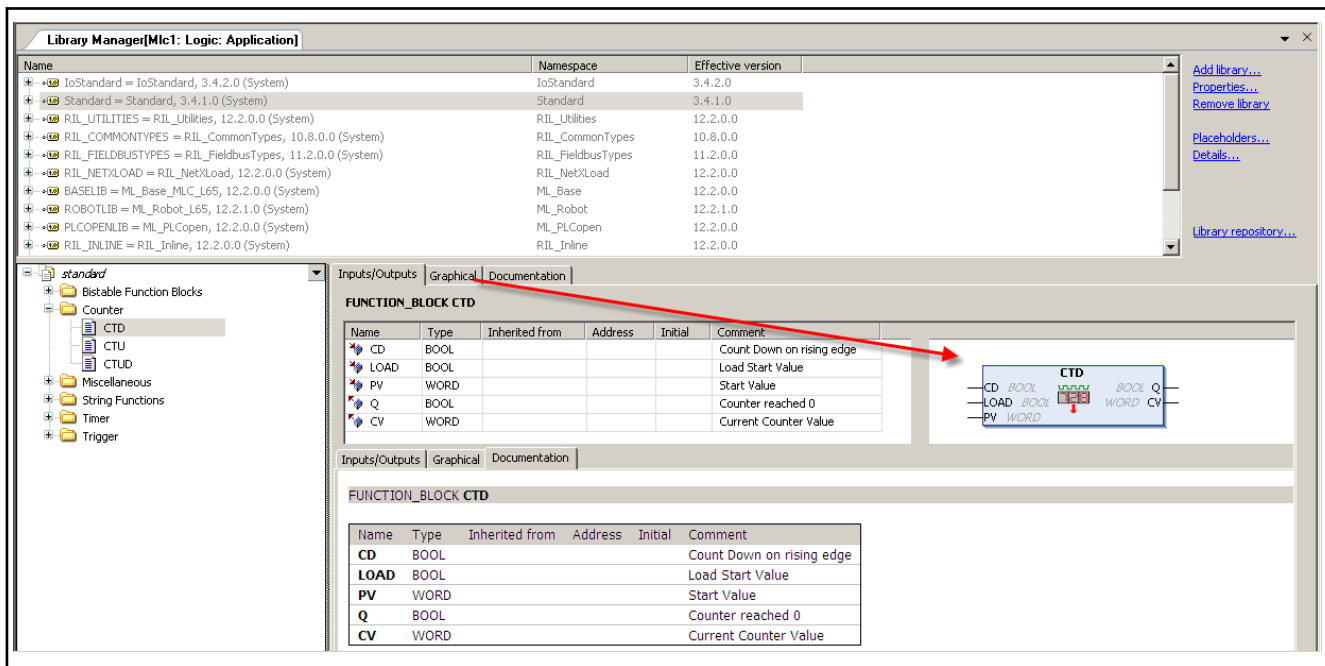 Library Manager[Mlc1: Logic: Application]
Name Namespace Effective version
IoStandard = IoStandard, 3.4.2.0 (System) IoStandard 3.4.2.0
Standard = Standard, 3.4.1.0 (System) Standard 3.4.1.0
RIL_UTILITIES = RIL_Utilities, 12.2.0.0 (System) RIL_Utilities 12.2.0.0
RIL_COMMONTYPES = RIL_CommonTypes, 10.8.0.0 (System) RIL_CommonTypes 10.8.0.0
RIL_FIELDBUSTYPES = RIL_FieldbusTypes, 11.2.0.0 (System) RIL_FieldbusTypes 11.2.0.0
RIL_NETXLOAD = RIL_NetXLoad, 12.2.0.0 (System) RIL_NetXLoad 12.2.0.0
BASELIB = ML_Base_MLC_L65, 12.2.0.0 (System) ML_Base 12.2.0.0
ROBOTLIB = ML_Robot_L65, 12.2.1.0 (System) ML_Robot 12.2.1.0
PLCOPENLIB = ML_PLCopen, 12.2.0.0 (System) ML_PLCopen 12.2.0.0
RIL_INLINE = RIL_Inline, 12.2.0.0 (System) RIL_Inline 12.2.0.0
Add library...
Properties...
Remove library
Placeholders...
Details...
Library repository...
standard
Bistable Function Blocks
Counter
CTD
CTU
CTUD
Miscellaneous
String Functions
Timer
Trigger
Inputs/Outputs Graphical Documentation
FUNCTION_BLOCK CTD
Name Type Inherited from Address Initial Comment
CD BOOL Count Down on rising edge
LOAD BOOL Load Start Value
PV WORD Start Value
Q BOOL Counter reached 0
CV WORD Current Counter Value
CTD
CD BOOL BOOL Q
LOAD BOOL WORD CV
PV WORD
Inputs/Outputs Graphical Documentation
FUNCTION_BLOCK CTD
Name Type Inherited from Address Initial Comment
CD BOOL Count Down on rising edge
LOAD BOOL Load Start Value
PV WORD Start Value
Q BOOL Counter reached 0
CV WORD Current Counter Value